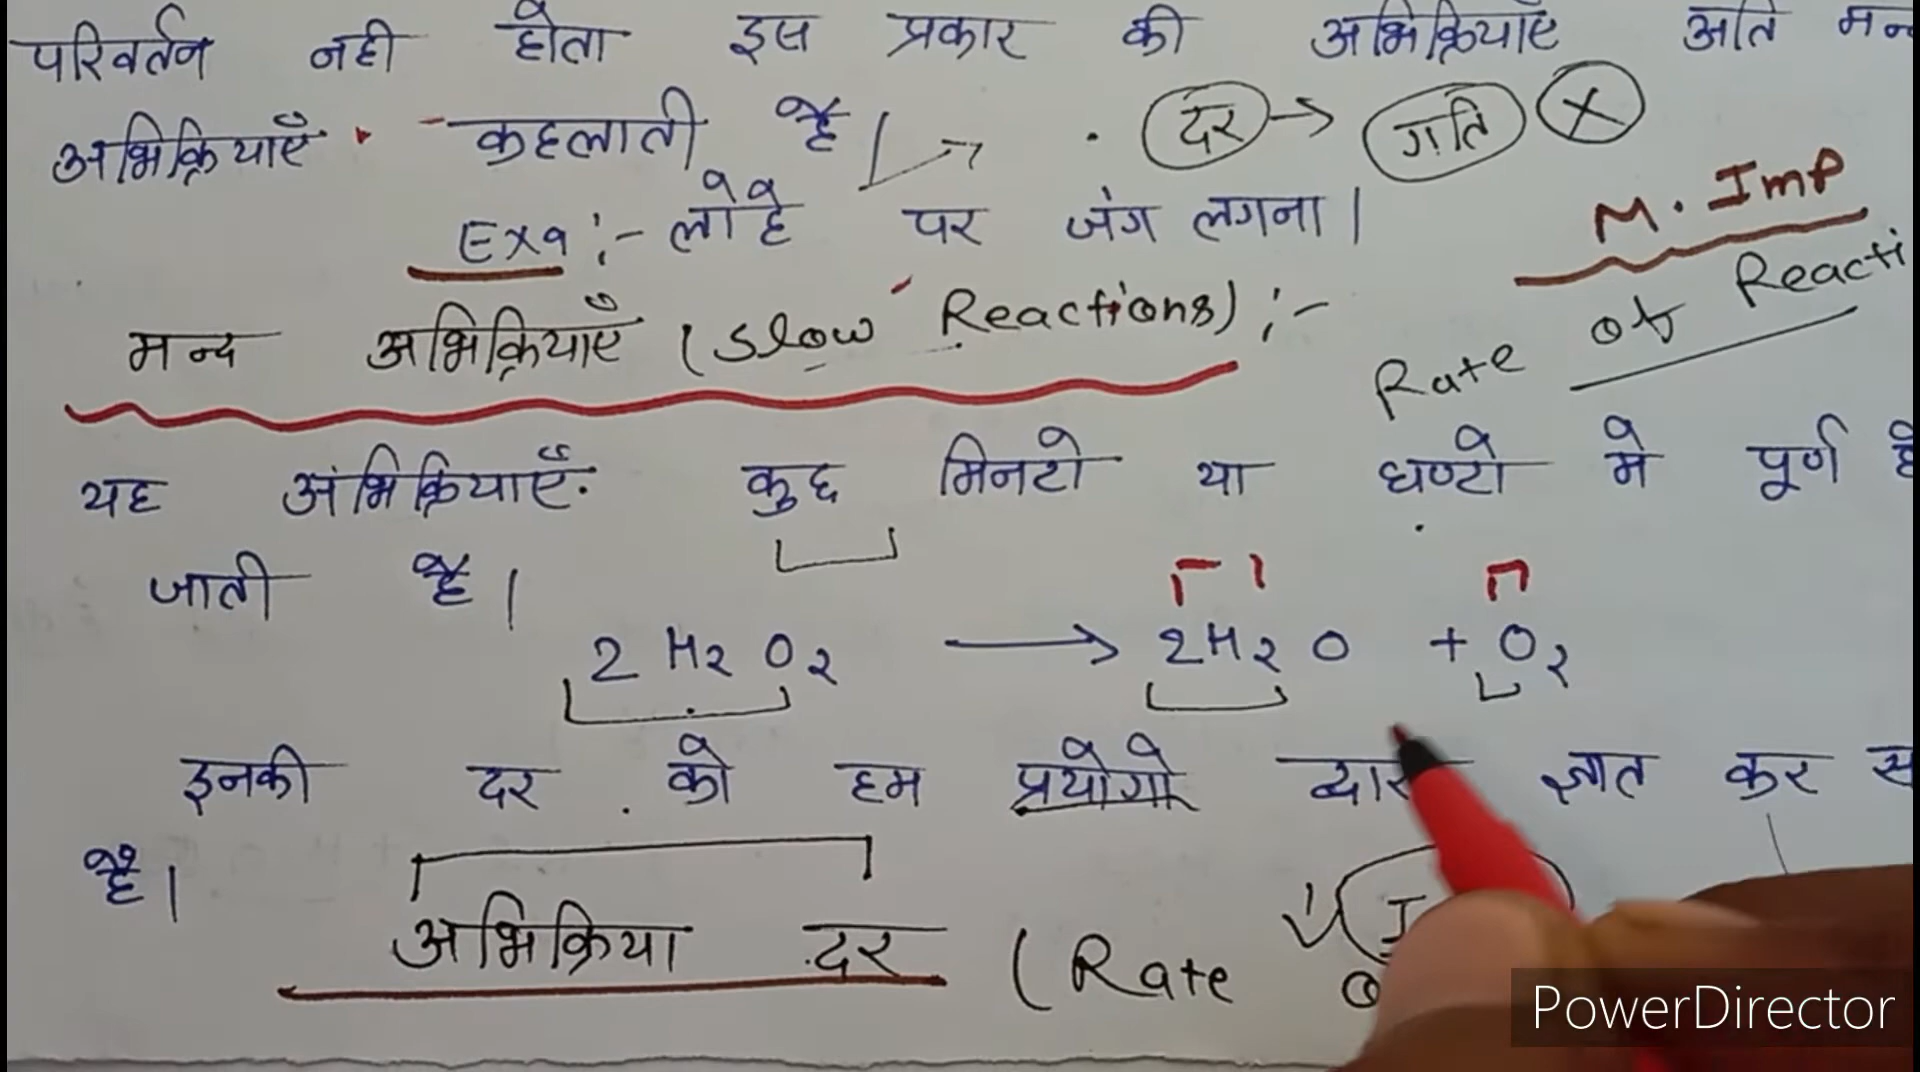 परिवर्तन नही होता इस प्रकार की अभिक्रियाएँ अति
अभिक्रियाएँ कहलाती है। दर → गति X
Exa :- लोहे पर जंग लगना।
M. Imp
मन्द अभिक्रियाएँ (Slow Reactions) :-
Rate of Reacti
यह अभिक्रियाएँ कुछ मिनटो या घण्टो मे पूर्ण
जाती है।
2H2O2 → 2H2O + O2
इनकी दर को हम प्रयोगो ज्ञात कर
है।
अभिक्रिया दर (Rate
PowerDirector